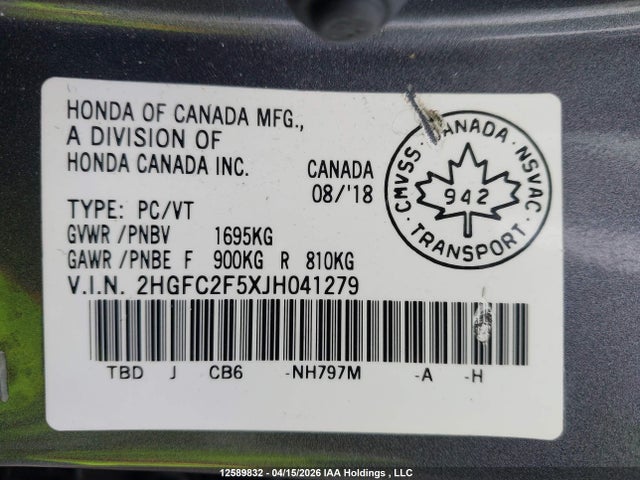 HONDA OF CANADA MFG.,
A DIVISION OF
HONDA CANADA INC.
CANADA
08/'18
TYPE: PC/VT
GVWR /PNBV 1695KG
GAWR /PNBE F 900KG R 810KG
V.I.N. 2HGFC2F5XJH041279
TBD J CB6 -NH797M -A -H
CMVSS CANADA NSVAC
942
TRANSPORT
12589832 - 04/15/2026 IAA Holdings , LLC